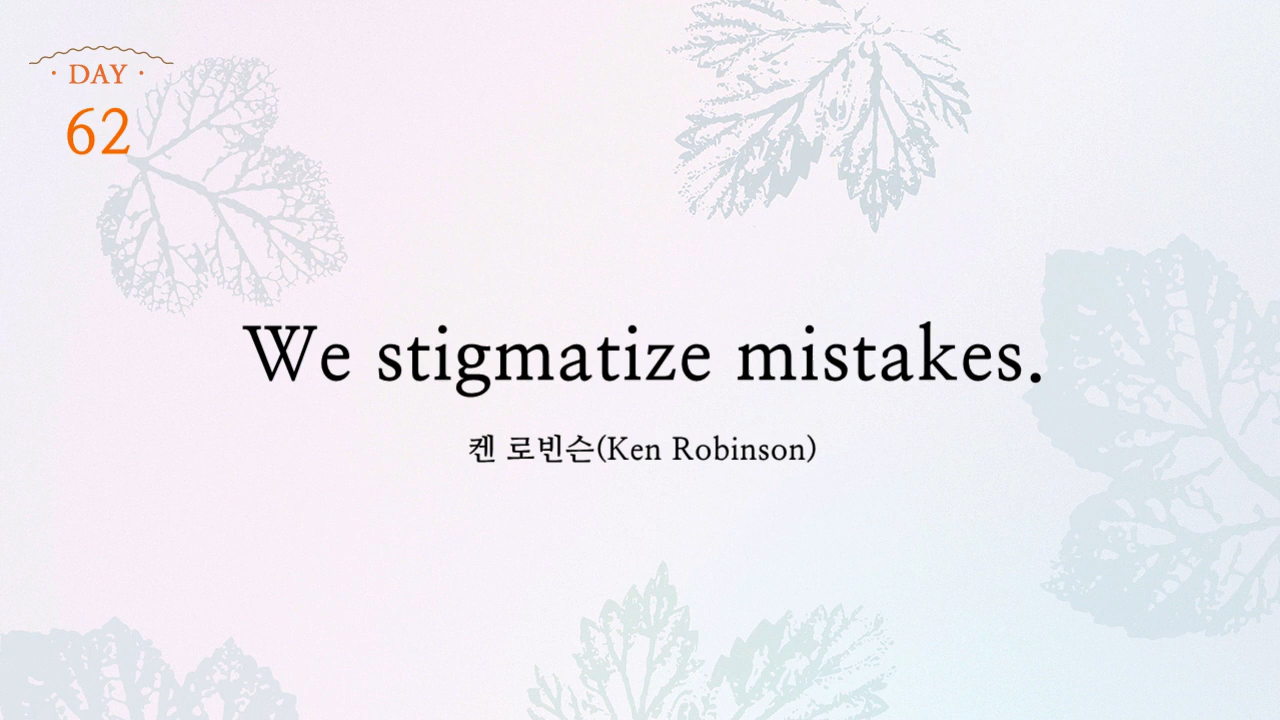 · DAY ·
62
We stigmatize mistakes.
켄 로빈슨(Ken Robinson)